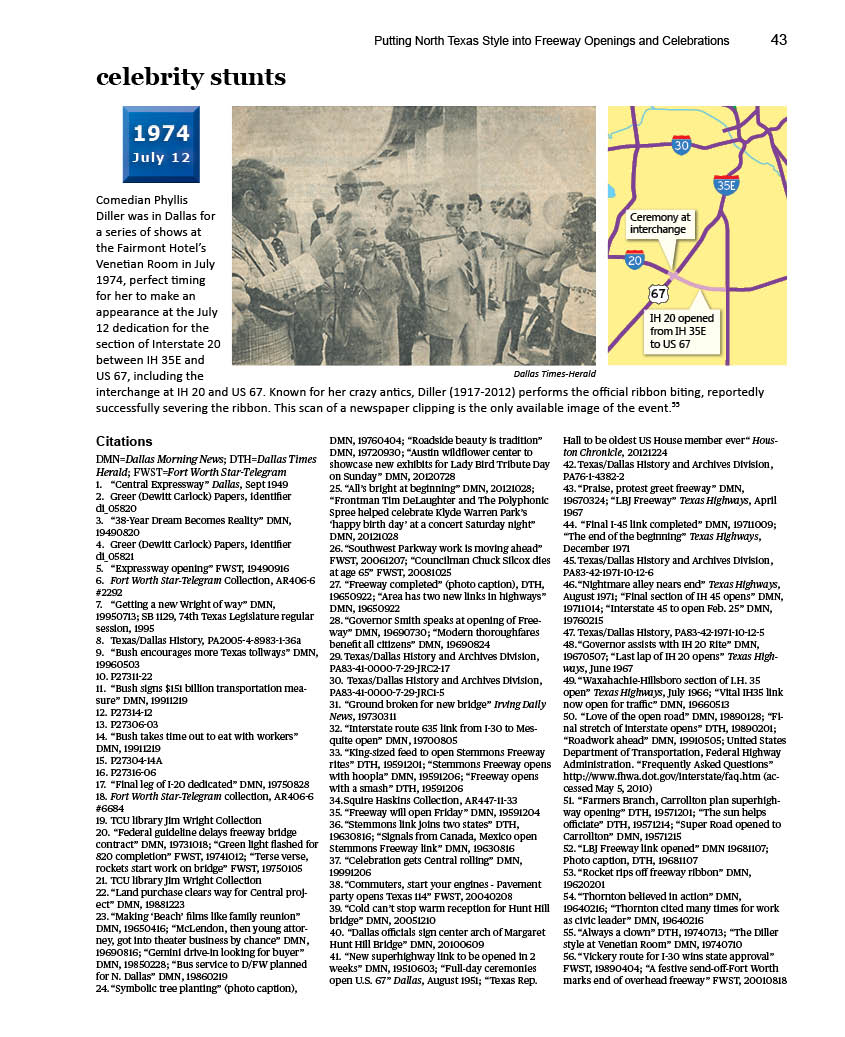 Putting North Texas Style into Freeway Openings and Celebrations 43
celebrity stunts
1974
July 12
Comedian Phyllis
Diller was in Dallas for
a series of shows at
the Fairmont Hotel’s
Venetian Room in July
1974, perfect timing
for her to make an
appearance at the July
12 dedication for the
section of Interstate 20
between IH 35E and
US 67, including the
interchange at IH 20 and US 67. Known for her crazy antics, Diller (1917-2012) performs the official ribbon biting, reportedly
successfully severing the ribbon. This scan of a newspaper clipping is the only available image of the event.55
Dallas Times-Herald
30
35E
Ceremony at
interchange
20
67
IH 20 opened
from IH 35E
to US 67
Citations
DMN=Dallas Morning News; DTH=Dallas Times
Herald; FWST=Fort Worth Star-Telegram
1. “Central Expressway” Dallas, Sept 1949
2. Greer (Dewitt Carlock) Papers, identifier
di_05820
3. “38-Year Dream Becomes Reality” DMN,
19490820
4. Greer (Dewitt Carlock) Papers, identifier
di_05821
5. “Expressway opening” FWST, 19490916
6. Fort Worth Star-Telegram Collection, AR406-6
#2292
7. “Getting a new Wright of way” DMN,
19950713; SB 1129, 74th Texas Legislature regular
session, 1995
8. Texas/Dallas History, PA2005-4-8983-1-36a
9. “Bush encourages more Texas tollways” DMN,
19960503
10. P27311-22
11. “Bush signs $151 billion transportation mea-
sure” DMN, 19911219
12. P27314-12
13. P27306-03
14. “Bush takes time out to eat with workers”
DMN, 19911219
15. P27304-14A
16. P27316-06
17. “Final leg of I-20 dedicated” DMN, 19750828
18. Fort Worth Star-Telegram collection, AR406-6
#6684
19. TCU library Jim Wright Collection
20. “Federal guideline delays freeway bridge
contract” DMN, 19731018; “Green light flashed for
820 completion” FWST, 19741012; “Terse verse,
rockets start work on bridge” FWST, 19750105
21. TCU library Jim Wright Collection
22. “Land purchase clears way for Central proj-
ect” DMN, 19881223
23. “Making ‘Beach’ films like family reunion”
DMN, 19650416; “McLendon, then young attor-
ney, got into theater business by chance” DMN,
19690816; “Gemini drive-in looking for buyer”
DMN, 19850228; “Bus service to D/FW planned
for N. Dallas” DMN, 19860219
24. “Symbolic tree planting” (photo caption),
DMN, 19760404; “Roadside beauty is tradition”
DMN, 19720930; “Austin wildflower center to
showcase new exhibits for Lady Bird Tribute Day
on Sunday” DMN, 20120728
25. “All’s bright at beginning” DMN, 20121028;
“Frontman Tim DeLaughter and The Polyphonic
Spree helped celebrate Klyde Warren Park’s
‘happy birth day’ at a concert Saturday night”
DMN, 20121028
26. “Southwest Parkway work is moving ahead”
FWST, 20061207; “Councilman Chuck Silcox dies
at age 65” FWST, 20081025
27. “Freeway completed” (photo caption), DTH,
19650922; “Area has two new links in highways”
DMN, 19650922
28. “Governor Smith speaks at opening of Free-
way” DMN, 19690730; “Modern thoroughfares
benefit all citizens” DMN, 19690824
29. Texas/Dallas History and Archives Division,
PA83-41-0000-7-29-JRC2-17
30. Texas/Dallas History and Archives Division,
PA83-41-0000-7-29-JRC1-5
31. “Ground broken for new bridge” Irving Daily
News, 19730311
32. “Interstate route 635 link from I-30 to Mes-
quite open” DMN, 19700805
33. “King-sized feed to open Stemmons Freeway
rites” DTH, 19591201; “Stemmons Freeway opens
with hoopla” DMN, 19591206; “Freeway opens
with a smash” DTH, 19591206
34.Squire Haskins Collection, AR447-11-33
35. “Freeway will open Friday” DMN, 19591204
36. “Stemmons link joins two states” DTH,
19630816; “Signals from Canada, Mexico open
Stemmons Freeway link” DMN, 19630816
37. “Celebration gets Central rolling” DMN,
19991206
38. “Commuters, start your engines - Pavement
party opens Texas 114” FWST, 20040208
39. “Cold can’t stop warm reception for Hunt Hill
bridge” DMN, 20051210
40. “Dallas officials sign center arch of Margaret
Hunt Hill Bridge” DMN, 20100609
41. “New superhighway link to be opened in 2
weeks” DMN, 19510603; “Full-day ceremonies
open U.S. 67” Dallas, August 1951; “Texas Rep.
Hall to be oldest US House member ever“ Hous-
ton Chronicle, 20121224
42. Texas/Dallas History and Archives Division,
PA76-1-4382-2
43. “Praise, protest greet freeway” DMN,
19670324; “LBJ Freeway” Texas Highways, April
1967
44. “Final I-45 link completed” DMN, 19711009;
“The end of the beginning” Texas Highways,
December 1971
45. Texas/Dallas History and Archives Division,
PA83-42-1971-10-12-6
46.“Nightmare alley nears end” Texas Highways,
August 1971; “Final section of IH 45 opens” DMN,
19711014; “Interstate 45 to open Feb. 25” DMN,
19760215
47. Texas/Dallas History, PA83-42-1971-10-12-5
48. “Governor assists with IH 20 Rite” DMN,
19670507; “Last lap of IH 20 opens” Texas High-
ways, June 1967
49. “Waxahachie-Hillsboro section of I.H. 35
open” Texas Highways, July 1966; “Vital IH35 link
now open for traffic” DMN, 19660513
50. “Love of the open road” DMN, 19890128; “Fi-
nal stretch of interstate opens” DTH, 19890201;
“Roadwork ahead” DMN, 19910505; United States
Department of Transportation, Federal Highway
Administration. “Frequently Asked Questions”
http://www.fhwa.dot.gov/interstate/faq.htm (ac-
cessed May 5, 2010)
51. “Farmers Branch, Carrollton plan superhigh-
way opening” DTH, 19571201; “The sun helps
officiate” DTH, 19571214; “Super Road opened to
Carrollton” DMN, 19571215
52. “LBJ Freeway link opened” DMN 19681107;
Photo caption, DTH, 19681107
53. “Rocket rips off freeway ribbon” DMN,
19620201
54. “Thornton believed in action” DMN,
19640216; “Thornton cited many times for work
as civic leader” DMN, 19640216
55. “Always a clown” DTH, 19740713; “The Diller
style at Venetian Room” DMN, 19740710
56. “Vickery route for I-30 wins state approval”
FWST, 19890404; “A festive send-off-Fort Worth
marks end of overhead freeway” FWST, 20010818